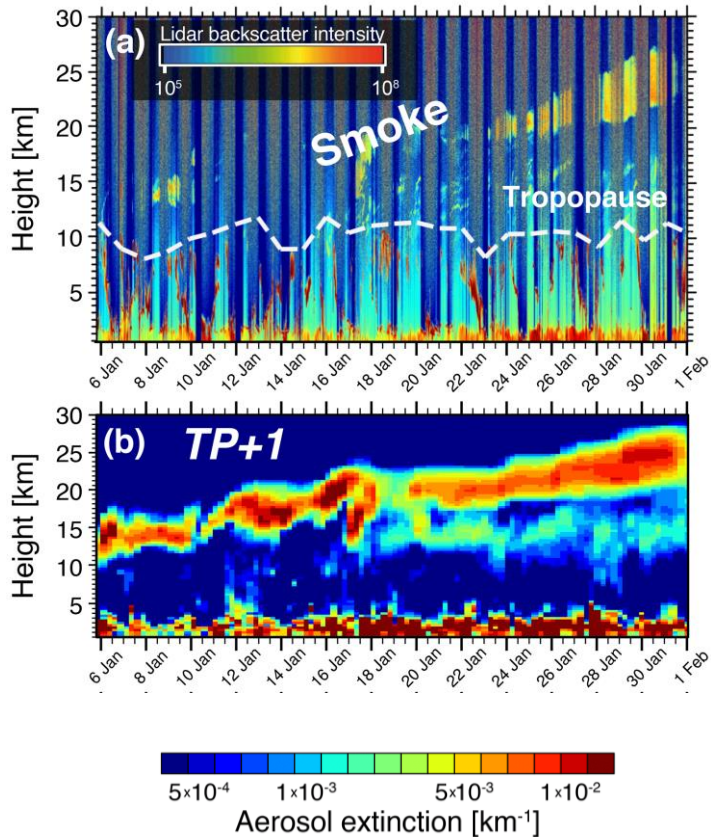 (a)
Lidar backscatter intensity
10⁵ 10⁸
Smoke
Tropopause
Height [km]
30
25
20
15
10
5
6 Jan 8 Jan 10 Jan 12 Jan 14 Jan 16 Jan 18 Jan 20 Jan 22 Jan 24 Jan 26 Jan 28 Jan 30 Jan 1 Feb
(b) TP+1
Height [km]
30
25
20
15
10
5
6 Jan 8 Jan 10 Jan 12 Jan 14 Jan 16 Jan 18 Jan 20 Jan 22 Jan 24 Jan 26 Jan 28 Jan 30 Jan 1 Feb
5×10⁻⁴ 1×10⁻³ 5×10⁻³ 1×10⁻²
Aerosol extinction [km⁻¹]